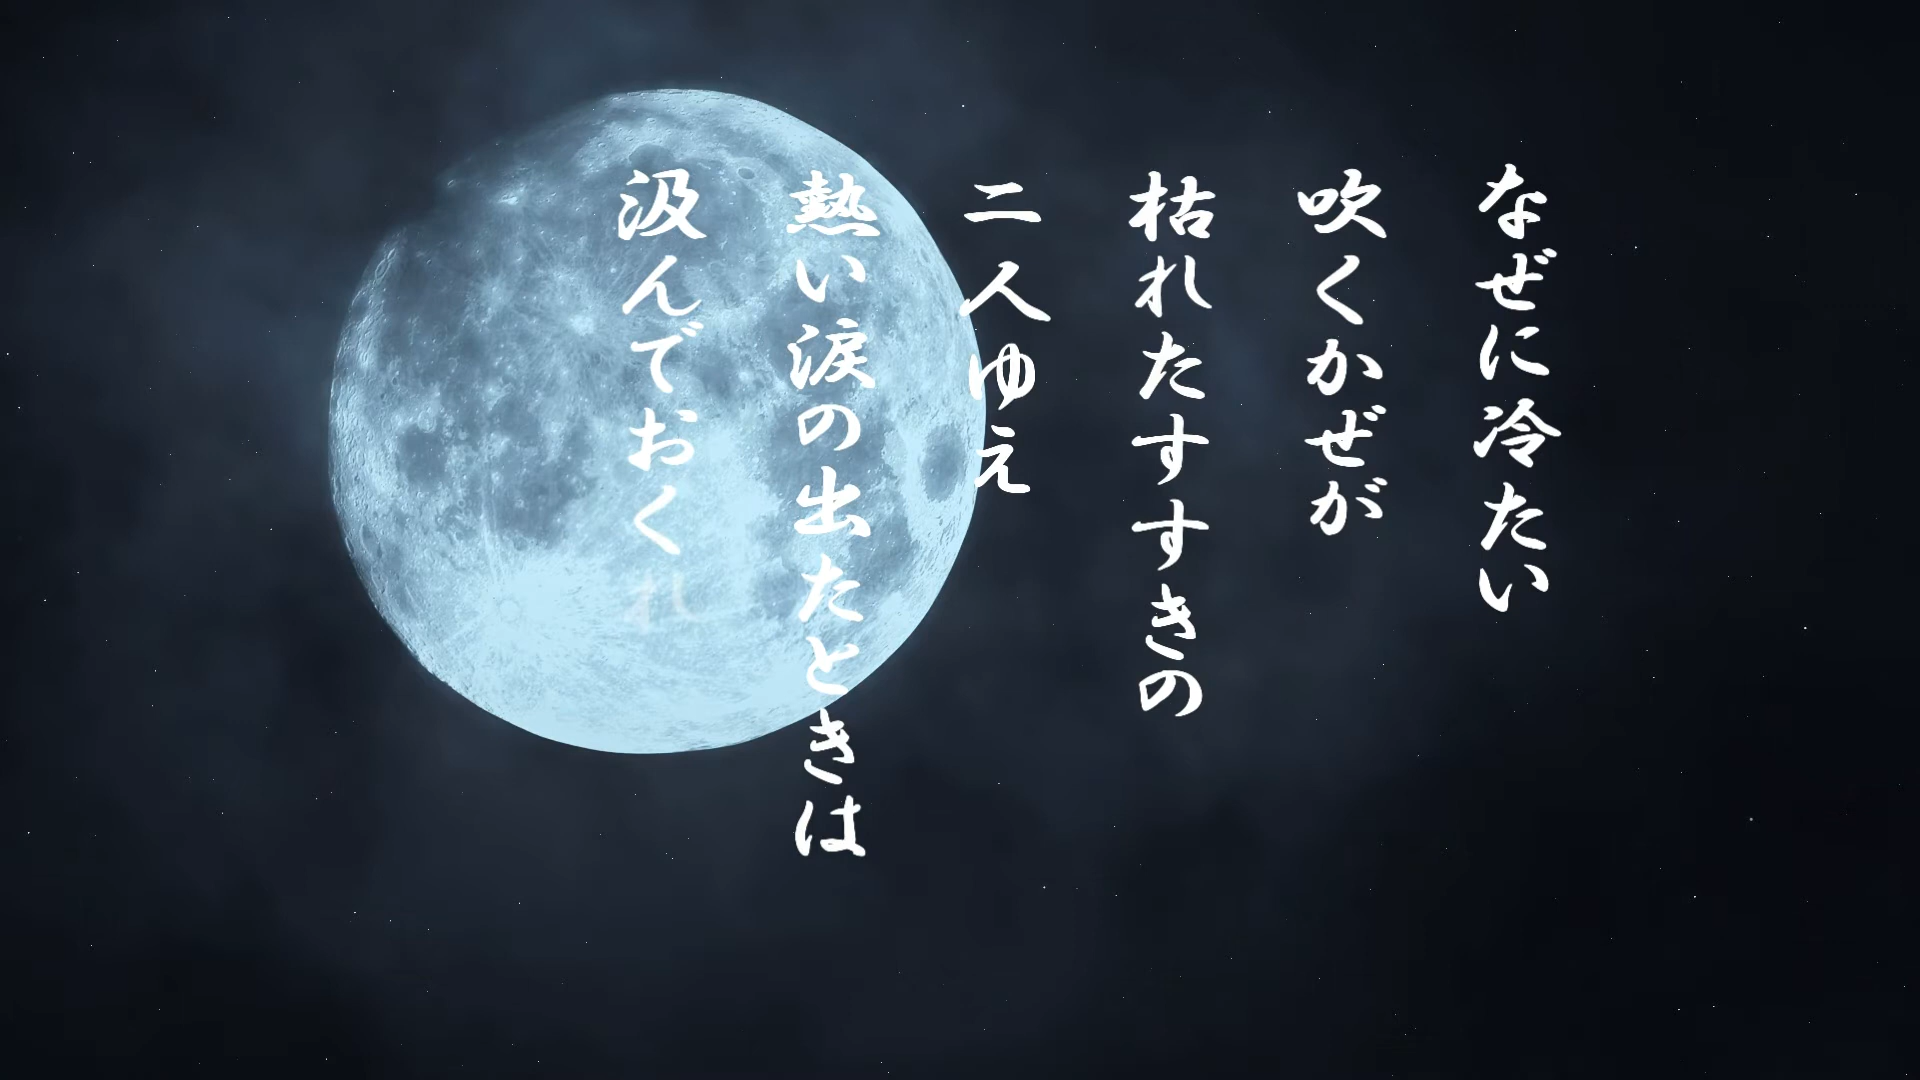 なぜに冷たい
吹くかぜが
枯れたすすきの
二人ゆえ
熱い涙の出たときは
汲んでおくれ